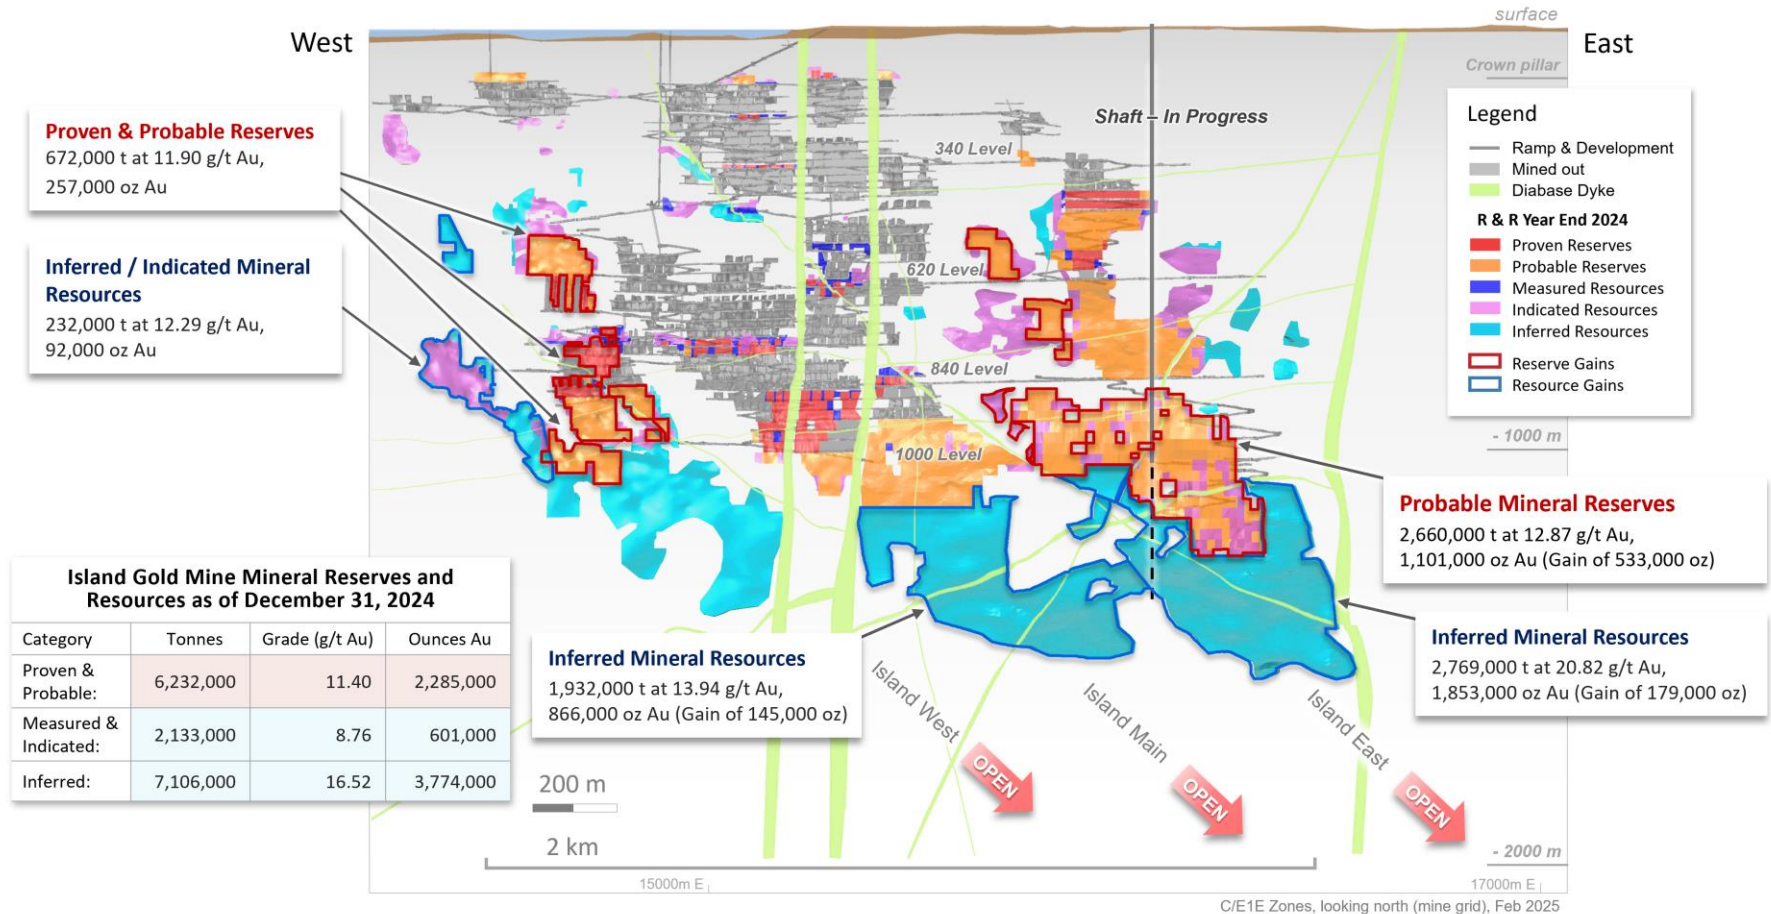 surface
West
East
Crown pillar
Shaft – In Progress
340 Level
620 Level
840 Level
1000 Level
- 1000 m
- 2000 m
Proven & Probable Reserves
672,000 t at 11.90 g/t Au,
257,000 oz Au
Inferred / Indicated Mineral
Resources
232,000 t at 12.29 g/t Au,
92,000 oz Au
Legend
Ramp & Development
Mined out
Diabase Dyke
R & R Year End 2024
Proven Reserves
Probable Reserves
Measured Resources
Indicated Resources
Inferred Resources
Reserve Gains
Resource Gains
Probable Mineral Reserves
2,660,000 t at 12.87 g/t Au,
1,101,000 oz Au (Gain of 533,000 oz)
Inferred Mineral Resources
2,769,000 t at 20.82 g/t Au,
1,853,000 oz Au (Gain of 179,000 oz)
Inferred Mineral Resources
1,932,000 t at 13.94 g/t Au,
866,000 oz Au (Gain of 145,000 oz)
Island Gold Mine Mineral Reserves and
Resources as of December 31, 2024
Category Tonnes Grade (g/t Au) Ounces Au
Proven &
Probable: 6,232,000 11.40 2,285,000
Measured &
Indicated: 2,133,000 8.76 601,000
Inferred: 7,106,000 16.52 3,774,000
Island West
Island Main
Island East
OPEN
OPEN
OPEN
200 m
2 km
15000m E
17000m E
C/E1E Zones, looking north (mine grid), Feb 2025